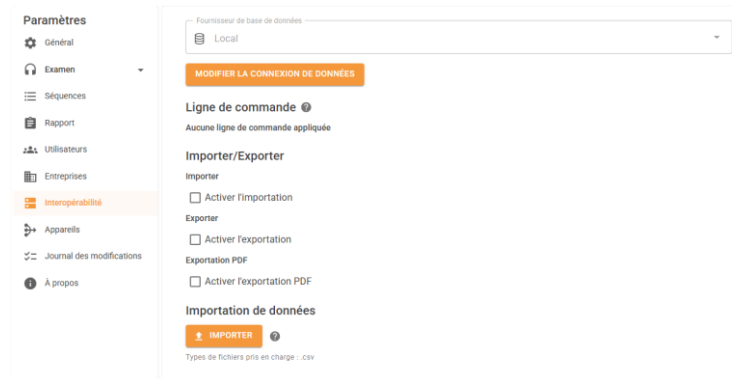 Paramètres
Général
Examen
Séquences
Rapport
Utilisateurs
Entreprises
Interopérabilité
Appareils
Journal des modifications
À propos
Fournisseur de base de données
Local
MODIFIER LA CONNEXION DE DONNÉES
Ligne de commande
Aucune ligne de commande appliquée
Importer/Exporter
Importer
Activer l'importation
Exporter
Activer l'exportation
Exportation PDF
Activer l'exportation PDF
Importation de données
IMPORTER
Types de fichiers pris en charge : .csv